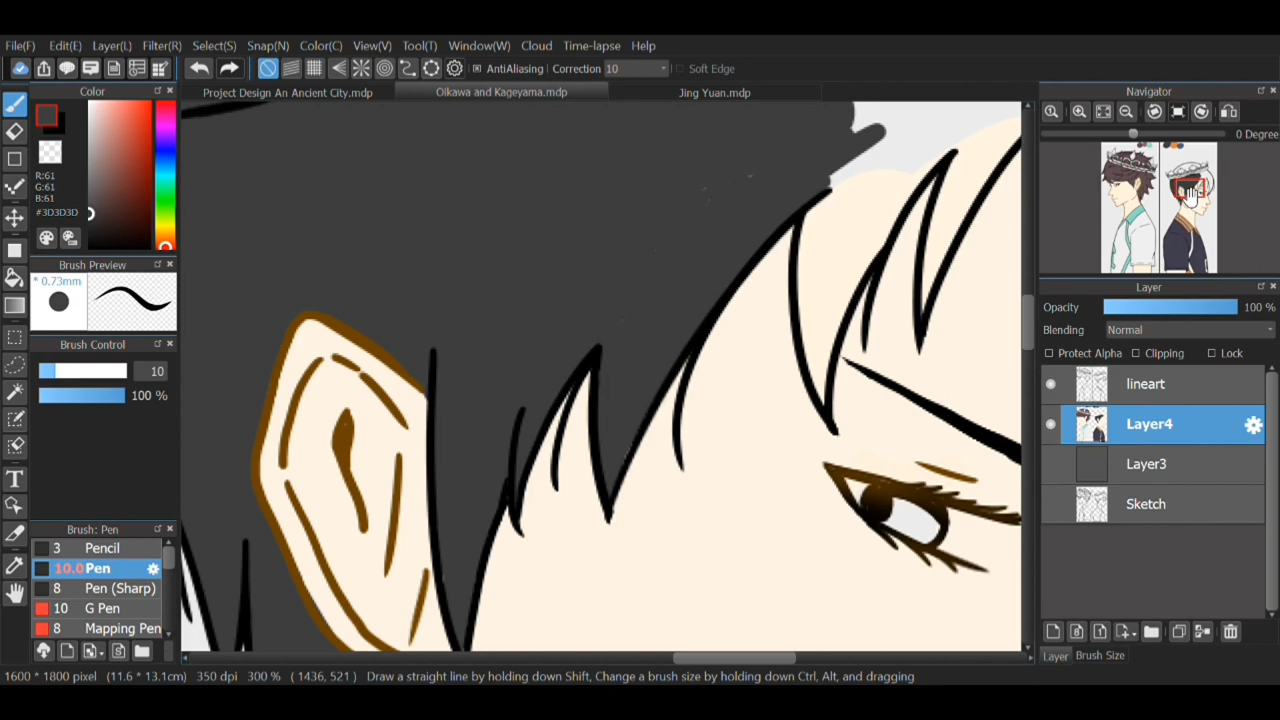 File(F) Edit(E) Layer(L) Filter(R) Select(S) Snap(N) Color(C) View(V) Tool(T) Window(W) Cloud Time-lapse Help
AntiAliasing Correction 10 Soft Edge
Color
R:61
G:61
B:61
#3D3D3D
Brush Preview
* 0.73mm
Brush Control
10
100 %
Brush: Pen
3 Pencil
10.0 Pen
8 Pen (Sharp)
10 G Pen
8 Mapping Pen
Project Design An Ancient City.mdp Oikawa and Kageyama.mdp Jing Yuan.mdp
Navigator
0 Degree
Layer
Opacity 100 %
Blending Normal
Protect Alpha Clipping Lock
lineart
Layer4
Layer3
Sketch
Layer Brush Size
1600 * 1800 pixel (11.6 * 13.1cm) 350 dpi 300 % ( 1436, 521 ) Draw a straight line by holding down Shift, Change a brush size by holding down Ctrl, Alt, and dragging